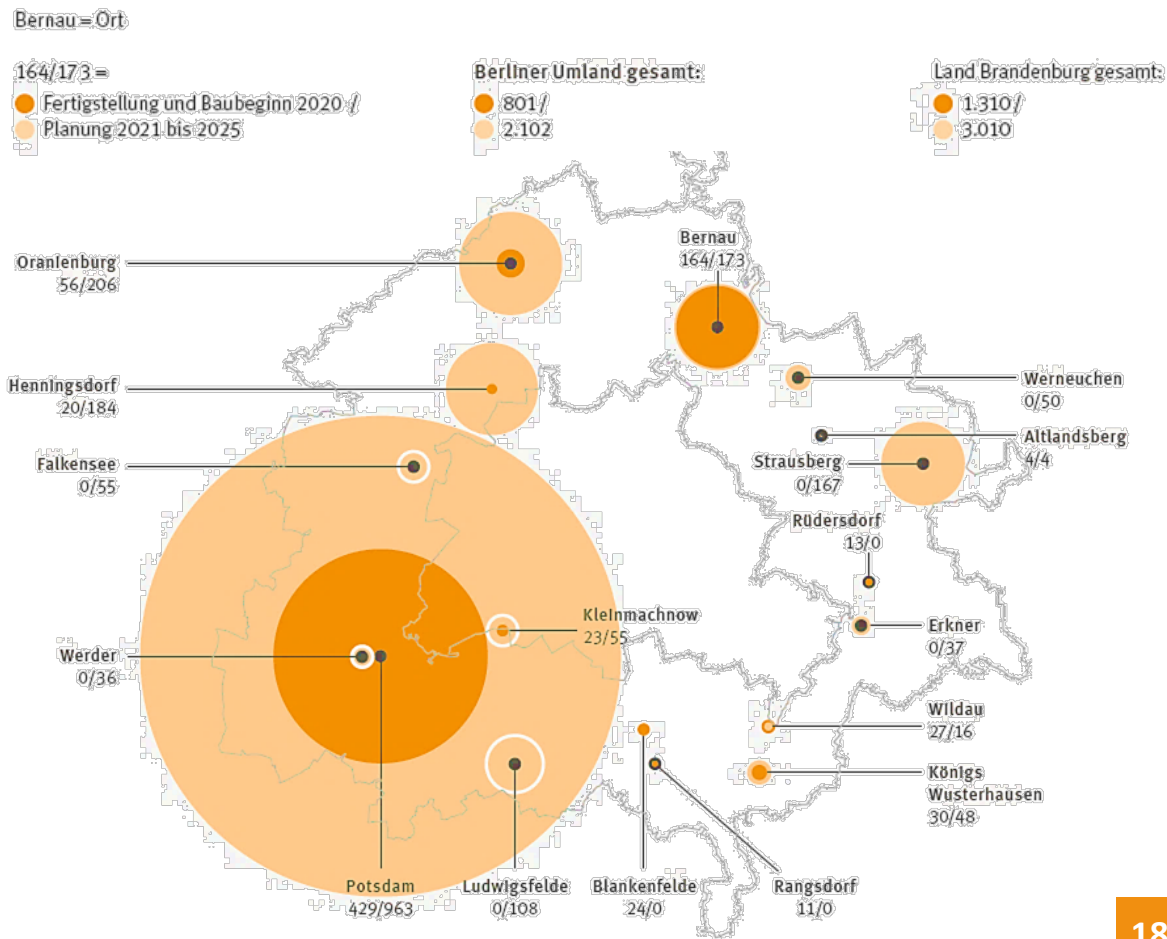 Bernau = Ort
164/173 =
Fertigstellung und Baubeginn 2020 /
Planung 2021 bis 2025
Berliner Umland gesamt:
801 /
2.102
Land Brandenburg gesamt:
1.310 /
3.010
Oranienburg
56/206
Bernau
164/173
Henningsdorf
20/184
Werneuchen
0/50
Altlandsberg
4/4
Falkensee
0/55
Strausberg
0/167
Rüdersdorf
13/0
Kleinmachnow
23/55
Erkner
0/37
Werder
0/36
Wildau
27/16
Königs
Wusterhausen
30/48
Potsdam
429/963
Ludwigsfelde
0/108
Blankenfelde
24/0
Rangsdorf
11/0
18